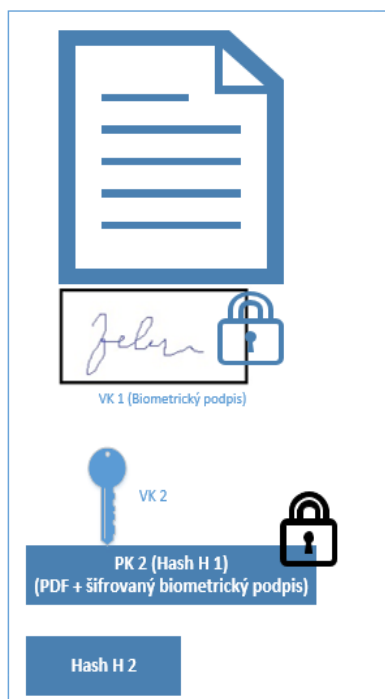 VK 1 (Biometrický podpis)
VK 2
PK 2 (Hash H 1)
(PDF + šifrovaný biometrický podpis)
Hash H 2